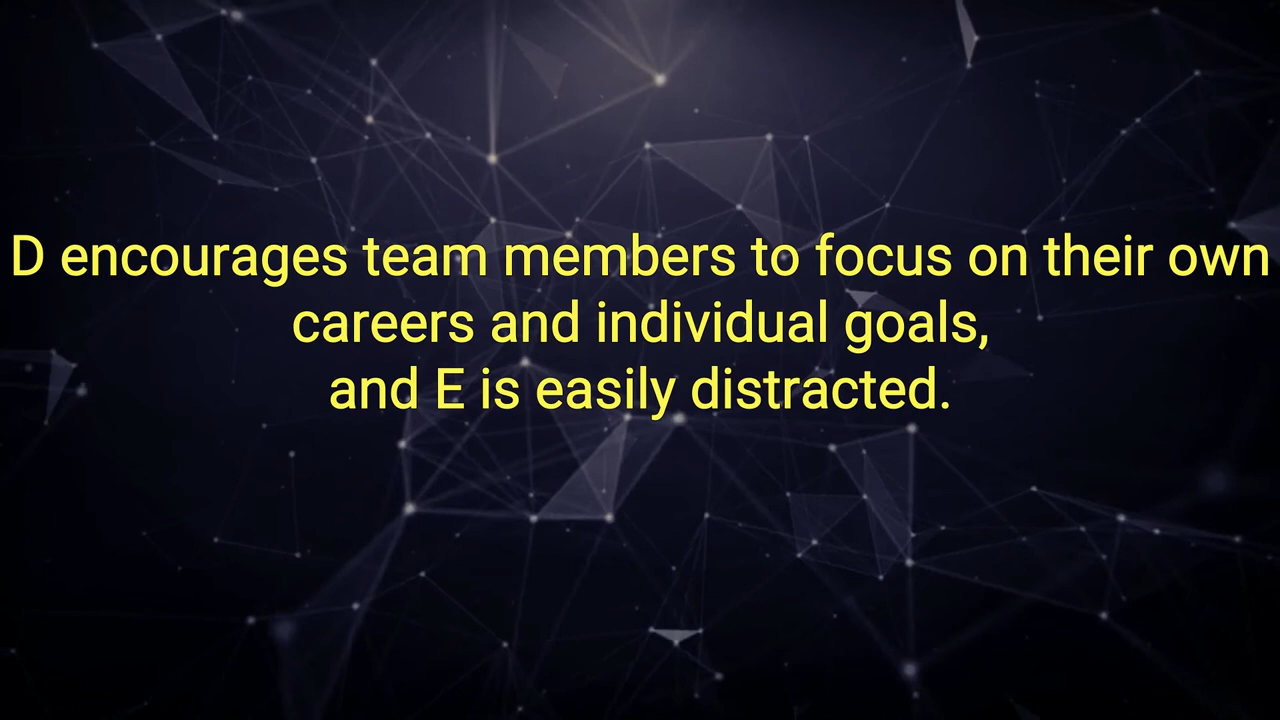 D encourages team members to focus on their own
careers and individual goals,
and E is easily distracted.